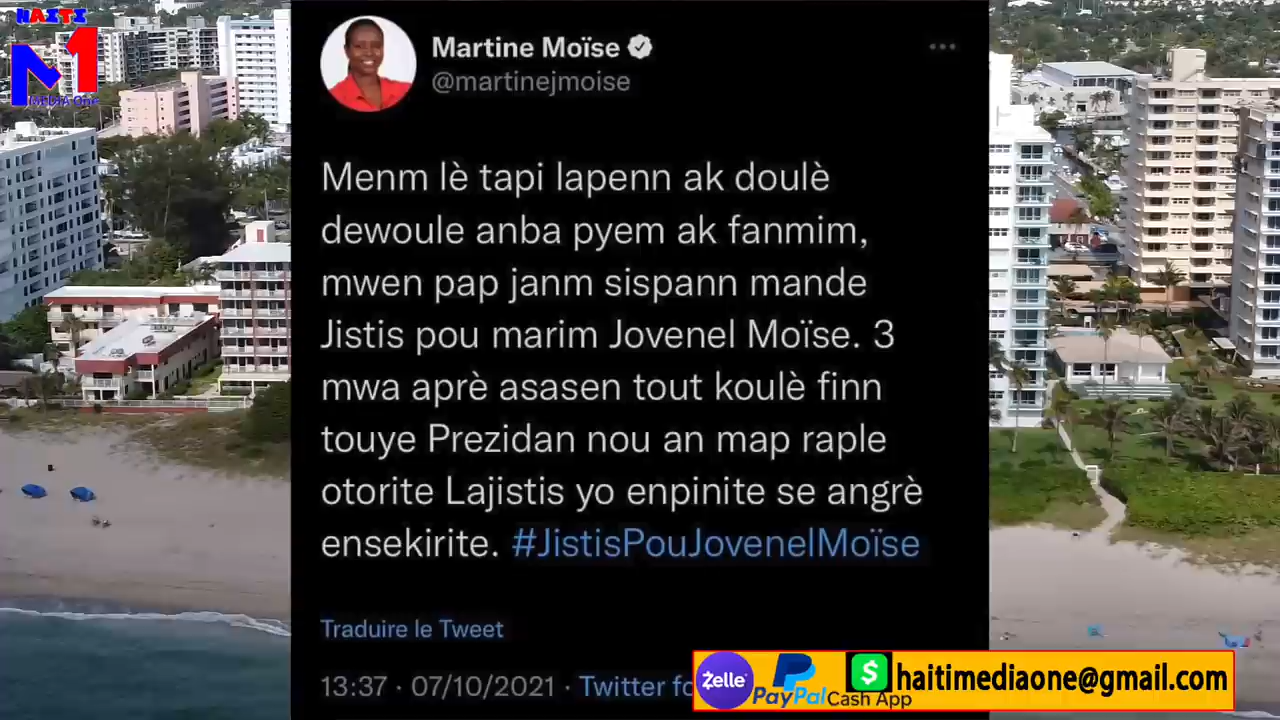 HAITI
M1
MEDIA One
Martine Moïse
@martinejmoise
Menm lè tapi lapenn ak doulè
dewoule anba pyem ak fanmim,
mwen pap janm sispann mande
Jistis pou marim Jovenel Moïse. 3
mwa aprè asasen tout koulè finn
touye Prezidan nou an map raple
otorite Lajistis yo enpinite se angrè
ensekirite. #JistisPouJovenelMoïse
Traduire le Tweet
13:37 · 07/10/2021 · Twitter fo
Zelle
PayPal
$
Cash App
haitimediaone@gmail.com